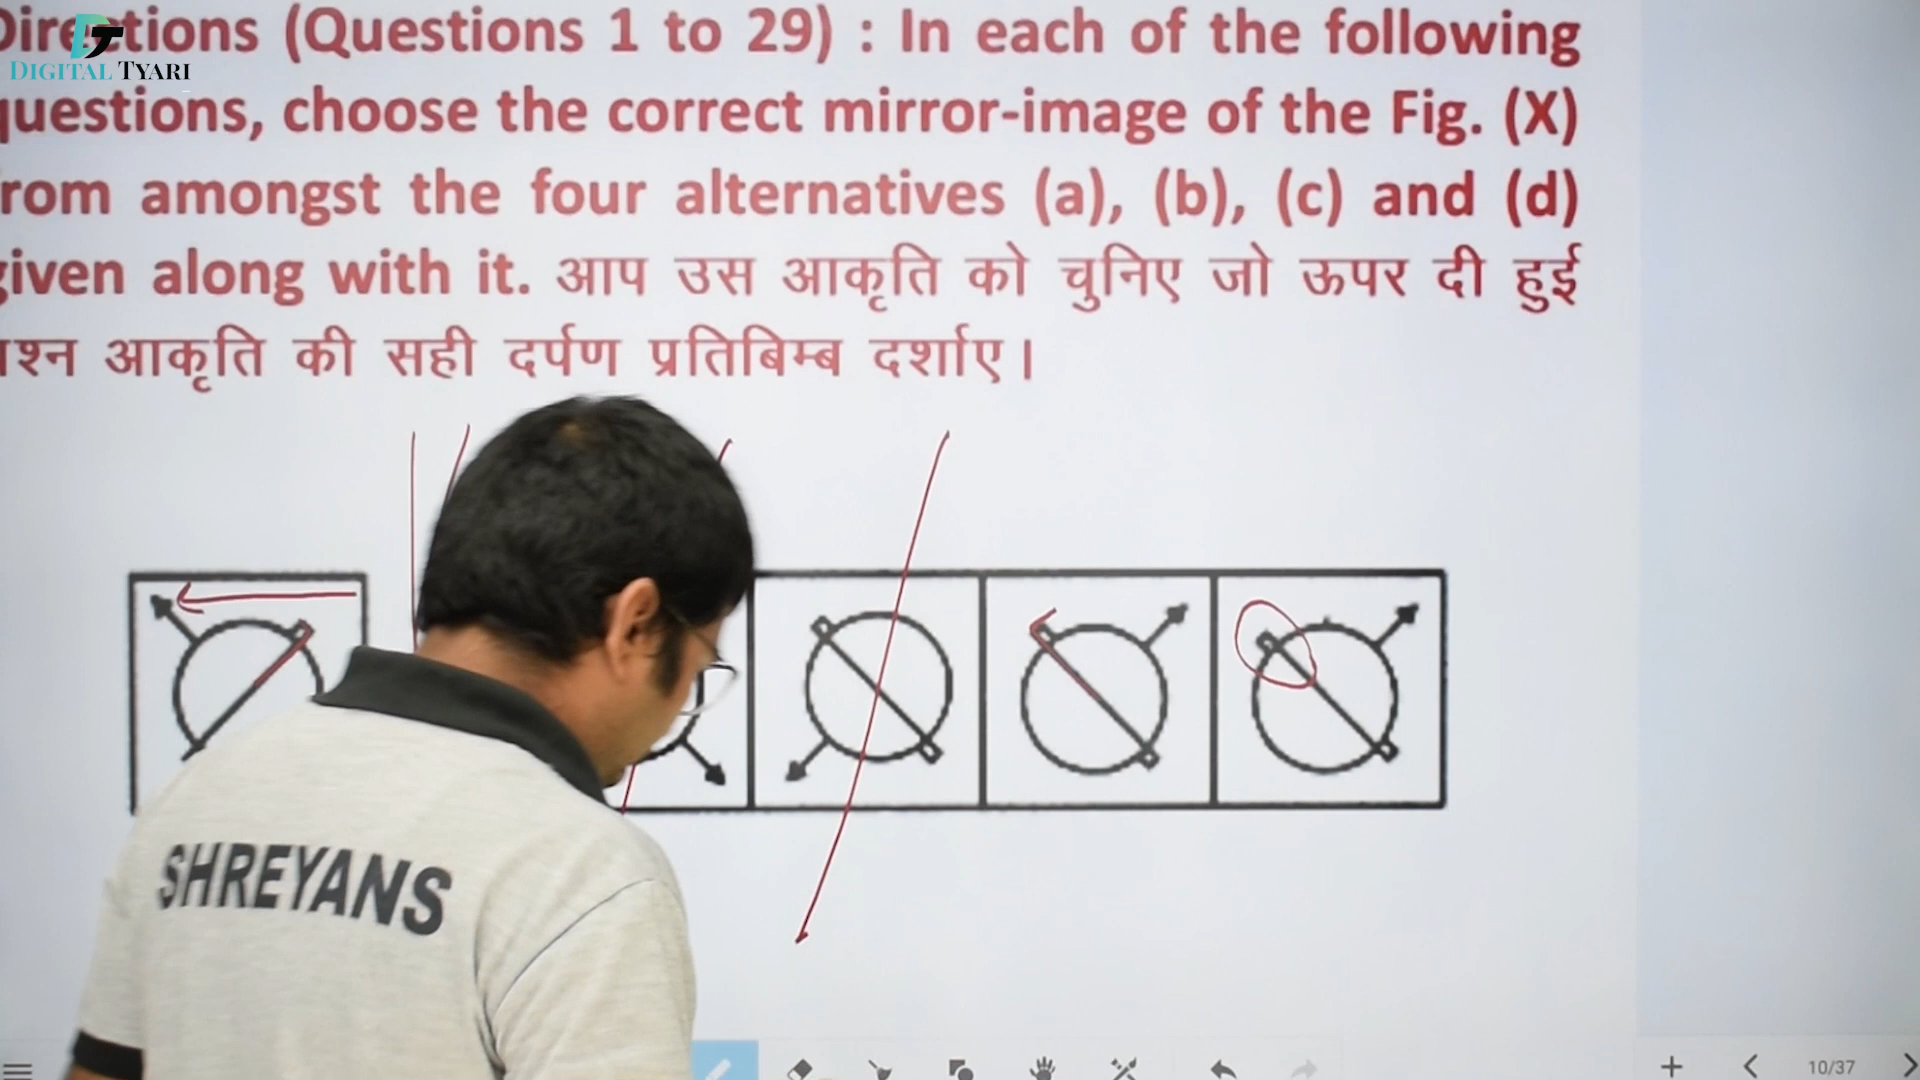 Directions (Questions 1 to 29) : In each of the following
DT
DIGITAL TYARI
questions, choose the correct mirror-image of the Fig. (X)
from amongst the four alternatives (a), (b), (c) and (d)
given along with it. आप उस आकृति को चुनिए जो ऊपर दी हुई
प्रश्न आकृति की सही दर्पण प्रतिबिम्ब दर्शाए।
SHREYANS
10/37